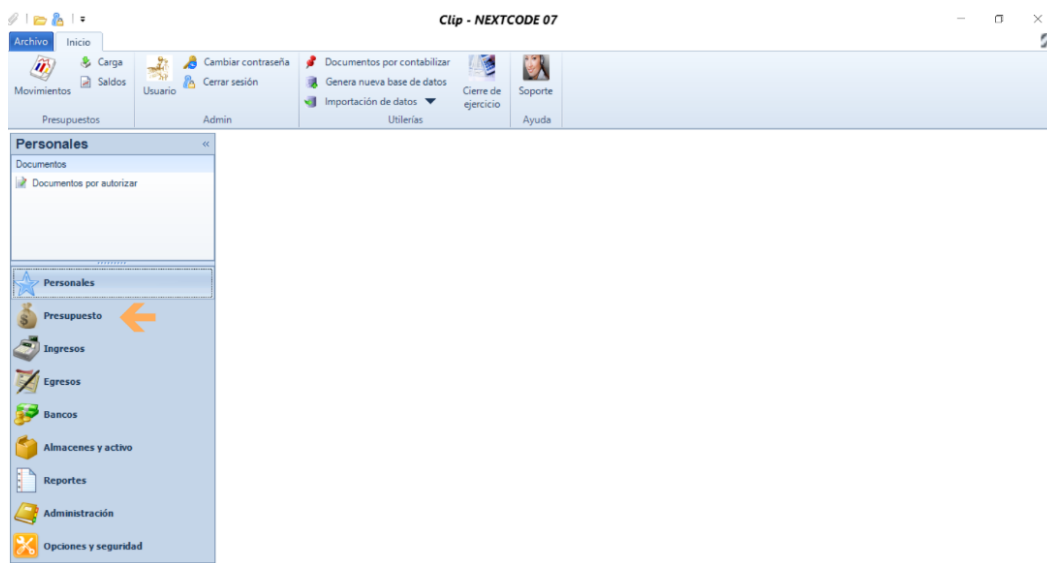 Clip - NEXTCODE 07
Archivo Inicio
Movimientos
Carga
Saldos
Presupuestos
Usuario
Cambiar contraseña
Cerrar sesión
Admin
Documentos por contabilizar
Genera nueva base de datos
Importación de datos
Cierre de
ejercicio
Utilerías
Soporte
Ayuda
Personales «
Documentos
Documentos por autorizar
Personales
Presupuesto
Ingresos
Egresos
Bancos
Almacenes y activo
Reportes
Administración
Opciones y seguridad